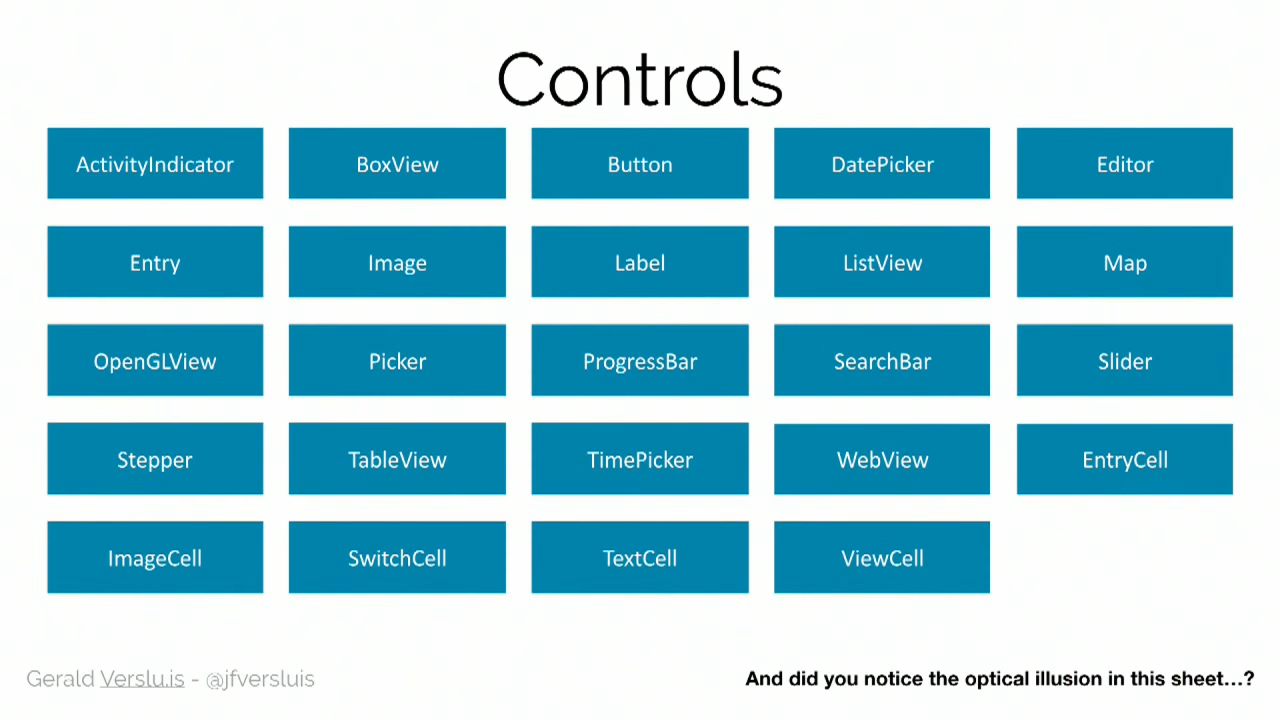 Controls
ActivityIndicator
BoxView
Button
DatePicker
Editor
Entry
Image
Label
ListView
Map
OpenGLView
Picker
ProgressBar
SearchBar
Slider
Stepper
TableView
TimePicker
WebView
EntryCell
ImageCell
SwitchCell
TextCell
ViewCell
Gerald Verslu.is - @jfversluis
And did you notice the optical illusion in this sheet...?